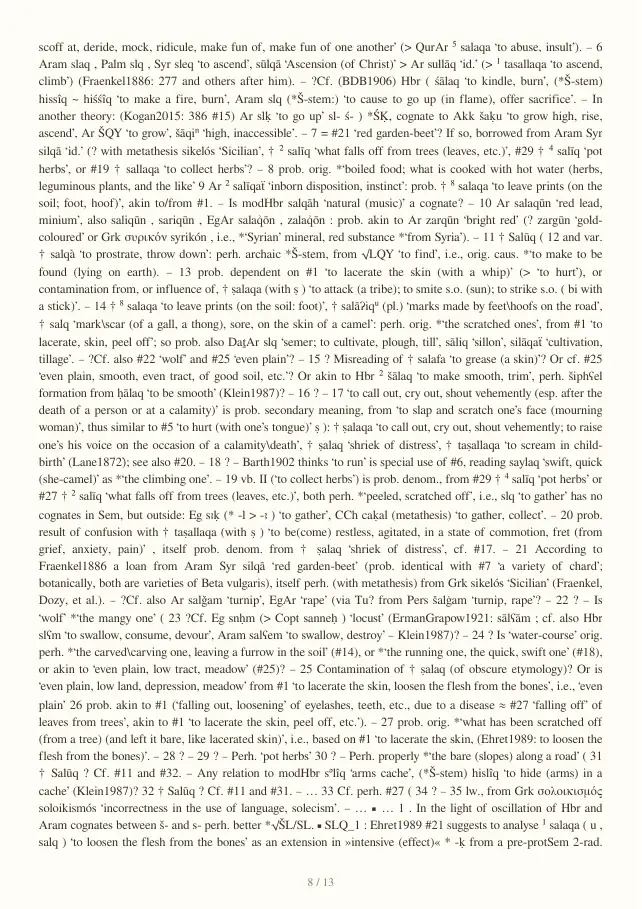 scoff at, deride, mock, ridicule, make fun of, make fun of one another’ (> QurAr ⁵ salaqa ‘to abuse, insult’). – 6
Aram slaq , Palm slq , Syr sleq ‘to ascend’, sūlqā ‘Ascension (of Christ)’ > Ar sullāq ‘id.’ (> ¹ tasallaqa ‘to ascend,
climb’) (Fraenkel1886: 277 and others after him). – ?Cf. (BDB1906) Hbr ( śālaq ‘to kindle, burn’, (*Š-stem)
hissîq ~ hiśśîq ‘to make a fire, burn’, Aram slq (*Š-stem:) ‘to cause to go up (in flame), offer sacrifice’. – In
another theory: (Kogan2015: 386 #15) Ar slḳ ‘to go up’ sl- ś- ) *ŚḲ, cognate to Akk šaḳu ‘to grow high, rise,
ascend’, Ar ŠQY ‘to grow’, šāqiⁿ ‘high, inaccessible’. – 7 = #21 ‘red garden-beet’? If so, borrowed from Aram Syr
silqā ‘id.’ (? with metathesis sikelós ‘Sicilian’, † ² salīq ‘what falls off from trees (leaves, etc.)’, #29 † ⁴ salīq ‘pot
herbs’, or #19 † sallaqa ‘to collect herbs’? – 8 prob. orig. *‘boiled food; what is cooked with hot water (herbs,
leguminous plants, and the like’ 9 Ar ² salīqaẗ ‘inborn disposition, instinct’: prob. † ⁸ salaqa ‘to leave prints (on the
soil; foot, hoof)’, akin to/from #1. – Is modHbr salqāh ‘natural (music)’ a cognate? – 10 Ar salaqūn ‘red lead,
minium’, also saliqūn , sariqūn , EgAr salaqōn , zalaqōn : prob. akin to Ar zarqūn ‘bright red’ (? zargūn ‘gold-
coloured’ or Grk συρικόν syrikón , i.e., *‘Syrian’ mineral, red substance *‘from Syria’). – 11 † Salūq ( 12 and var.
† salqà ‘to prostrate, throw down’: perh. archaic *Š-stem, from √LQY ‘to find’, i.e., orig. caus. *‘to make to be
found (lying on earth). – 13 prob. dependent on #1 ‘to lacerate the skin (with a whip)’ (> ‘to hurt), or
contamination from, or influence of, † ṣalaqa (with ṣ ) ‘to attack (a tribe); to smite s.o. (sun); to strike s.o. ( bi with
a stick)’. – 14 † ⁸ salaqa ‘to leave prints (on the soil: foot)’, † salāʔiqᵘ (pl.) ‘marks made by feet\hoofs on the road’,
† salq ‘mark\scar (of a gall, a thong), sore, on the skin of a camel’: perh. orig. *‘the scratched ones’, from #1 ‘to
lacerate, skin, peel off’; so prob. also DaṯAr slq ‘semer; to cultivate, plough, till’, sāliq ‘sillon’, silāqaẗ ‘cultivation,
tillage’. – ?Cf. also #22 ‘wolf’ and #25 ‘even plain’? – 15 ? Misreading of † salafa ‘to grease (a skin)’? Or cf. #25
‘even plain, smooth, even tract, of good soil, etc.’? Or akin to Hbr ² šālaq ‘to make smooth, trim’, perh. šiphʕel
formation from ḥālaq ‘to be smooth’ (Klein1987)? – 16 ? – 17 ‘to call out, cry out, shout vehemently (esp. after the
death of a person or at a calamity)’ is prob. secondary meaning, from ‘to slap and scratch one’s face (mourning
woman)’, thus similar to #5 ‘to hurt (with one’s tongue)’ ṣ ): † ṣalaqa ‘to call out, cry out, shout vehemently; to raise
one’s his voice on the occasion of a calamity\death’, † ṣalaq ‘shriek of distress’, † taṣallaqa ‘to scream in child-
birth’ (Lane1872); see also #20. – 18 ? – Barth1902 thinks ‘to run’ is special use of #6, reading saylaq ‘swift, quick
(she-camel)’ as *‘the climbing one’. – 19 vb. II (‘to collect herbs’) is prob. denom., from #29 † ⁴ salīq ‘pot herbs’ or
#27 † ² salīq ‘what falls off from trees (leaves, etc.)’, both perh. *‘peeled, scratched off’, i.e., slq ‘to gather’ has no
cognates in Sem, but outside: Eg sıḳ (* -l > -ı ) ‘to gather’, CCh caḳal (metathesis) ‘to gather, collect’. – 20 prob.
result of confusion with † taṣallaqa (with ṣ ) ‘to be(come) restless, agitated, in a state of commotion, fret (from
grief, anxiety, pain)’ , itself prob. denom. from † ṣalaq ‘shriek of distress’, cf. #17. – 21 According to
Fraenkel1886 a loan from Aram Syr silqā ‘red garden-beet’ (prob. identical with #7 ‘a variety of chard’;
botanically, both are varieties of Beta vulgaris), itself perh. (with metathesis) from Grk sikelós ‘Sicilian’ (Fraenkel,
Dozy, et al.). – ?Cf. also Ar salǧam ‘turnip’, EgAr ‘rape’ (via Tu? from Pers šalġam ‘turnip, rape’? – 22 ? – Is
‘wolf’ *‘the mangy one’ ( 23 ?Cf. Eg snḥm (> Copt sanneḥ ) ‘locust’ (ErmanGrapow1921: sālʕām ; cf. also Hbr
slʕm ‘to swallow, consume, devour’, Aram salʕem ‘to swallow, destroy’ – Klein1987)? – 24 ? Is ‘water-course’ orig.
perh. *‘the carved\carving one, leaving a furrow in the soil’ (#14), or *‘the running one, the quick, swift one’ (#18),
or akin to ‘even plain, low tract, meadow’ (#25)? – 25 Contamination of † ṣalaq (of obscure etymology)? Or is
‘even plain, low land, depression, meadow’ from #1 ‘to lacerate the skin, loosen the flesh from the bones’, i.e., ‘even
plain’ 26 prob. akin to #1 (‘falling out, loosening’ of eyelashes, teeth, etc., due to a disease ≈ #27 ‘falling off’ of
leaves from trees’, akin to #1 ‘to lacerate the skin, peel off, etc.’). – 27 prob. orig. *‘what has been scratched off
(from a tree) (and left it bare, like lacerated skin)’, i.e., based on #1 ‘to lacerate the skin, (Ehret1989: to loosen the
flesh from the bones)’. – 28 ? – 29 ? – Perh. ‘pot herbs’ 30 ? – Perh. properly *‘the bare (slopes) along a road’ ( 31
† Salūq ? Cf. #11 and #32. – Any relation to modHbr sᵊlîq ‘arms cache’, (*Š-stem) hislîq ‘to hide (arms) in a
cache’ (Klein1987)? 32 † Salūq ? Cf. #11 and #31. – … 33 Cf. perh. #27 ( 34 ? – 35 lw., from Grk σολοικισμός
soloikismós ‘incorrectness in the use of language, solecism’. – … ▪ … 1 . In the light of oscillation of Hbr and
Aram cognates between š- and s- perh. better *√ŠL/SL. ▪ SLQ_1 : Ehret1989 #21 suggests to analyse ¹ salaqa ( u ,
salq ) ‘to loosen the flesh from the bones’ as an extension in »intensive (effect)« * -ḳ from a pre-protSem 2-rad.
8 / 13